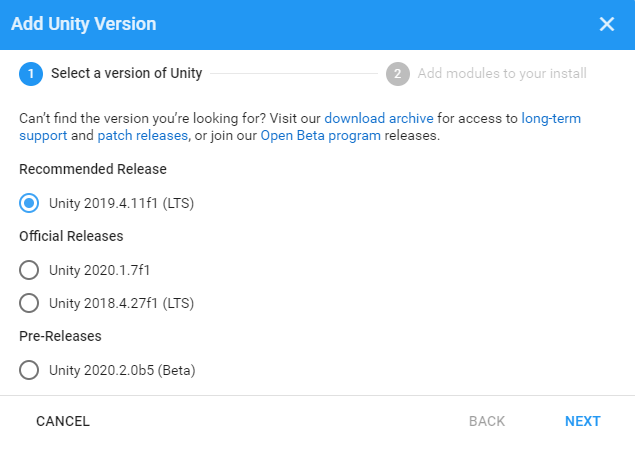 Add Unity Version
1 Select a version of Unity 2 Add modules to your install
Can't find the version you're looking for? Visit our download archive for access to long-term
support and patch releases, or join our Open Beta program releases.
Recommended Release
Unity 2019.4.11f1 (LTS)
Official Releases
Unity 2020.1.7f1
Unity 2018.4.27f1 (LTS)
Pre-Releases
Unity 2020.2.0b5 (Beta)
CANCEL BACK NEXT